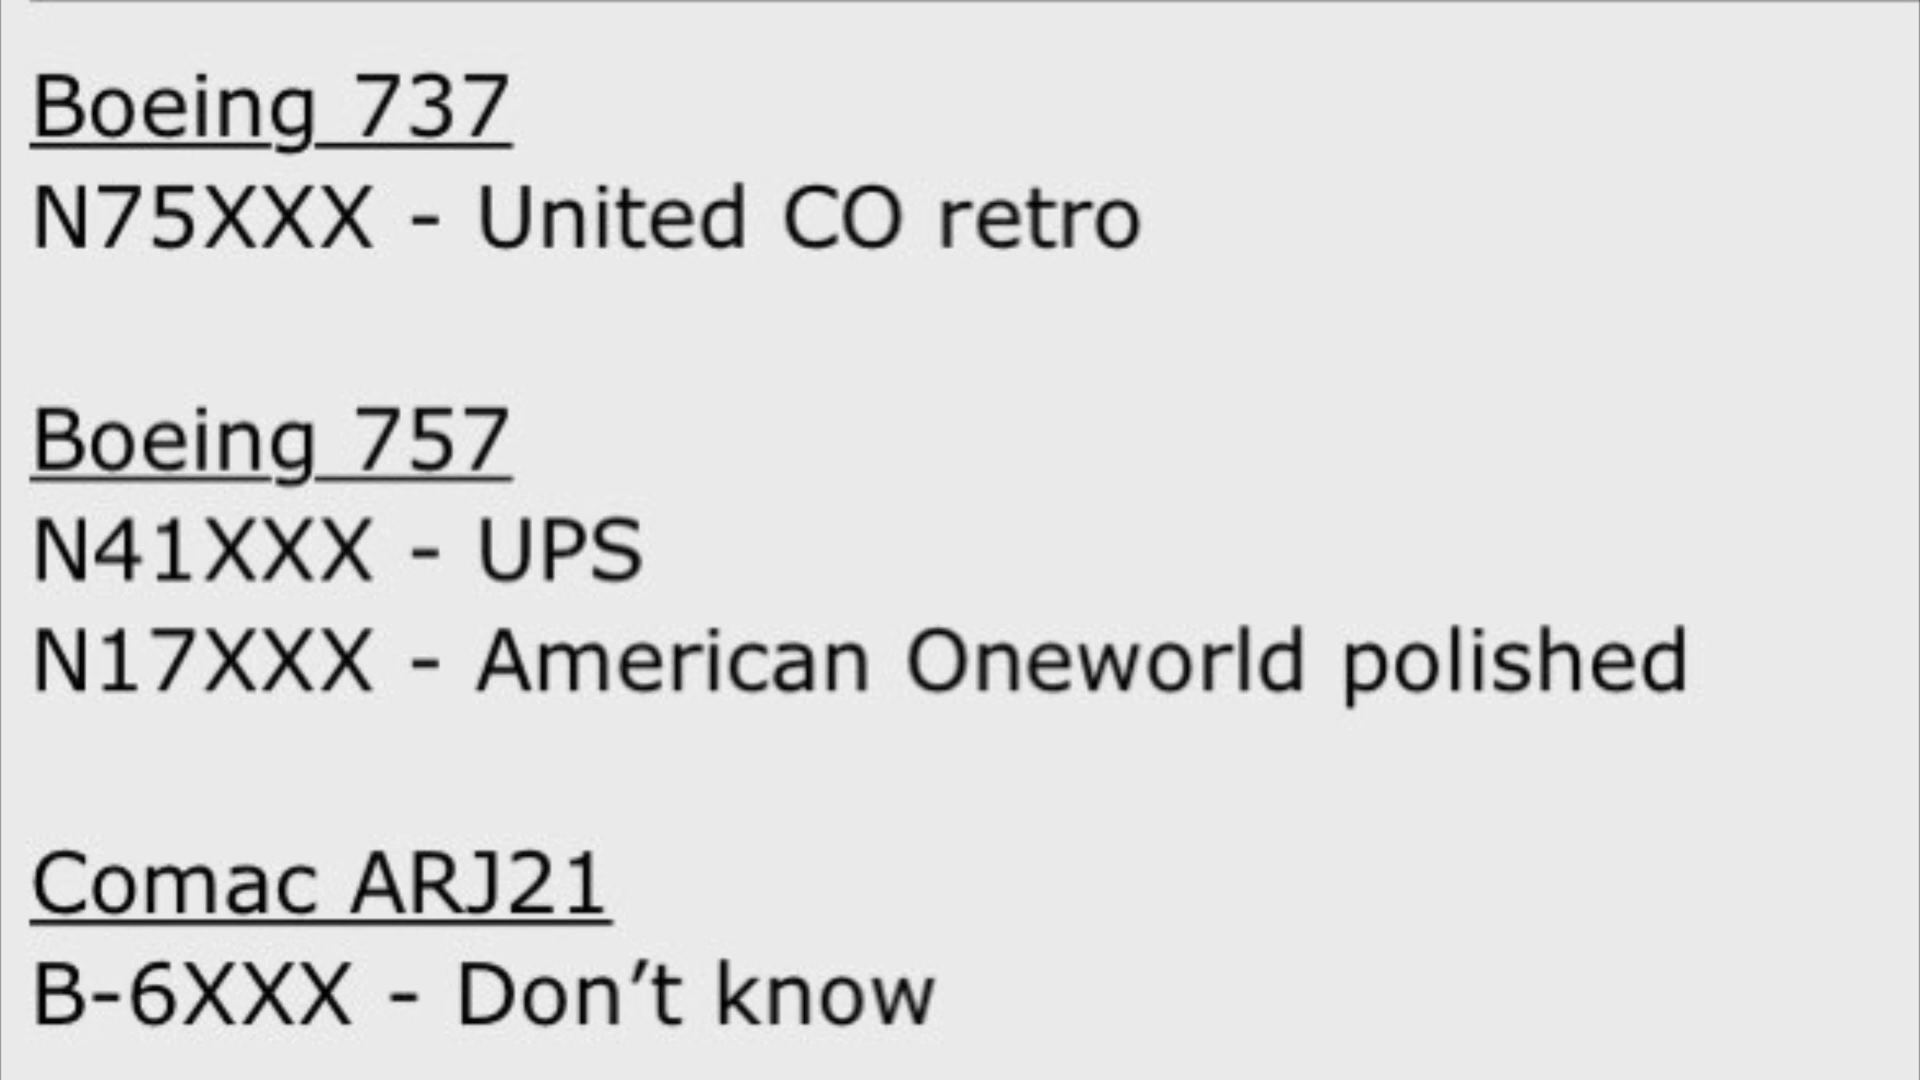 Boeing 737
N75XXX - United CO retro
Boeing 757
N41XXX - UPS
N17XXX - American Oneworld polished
Comac ARJ21
B-6XXX - Don’t know